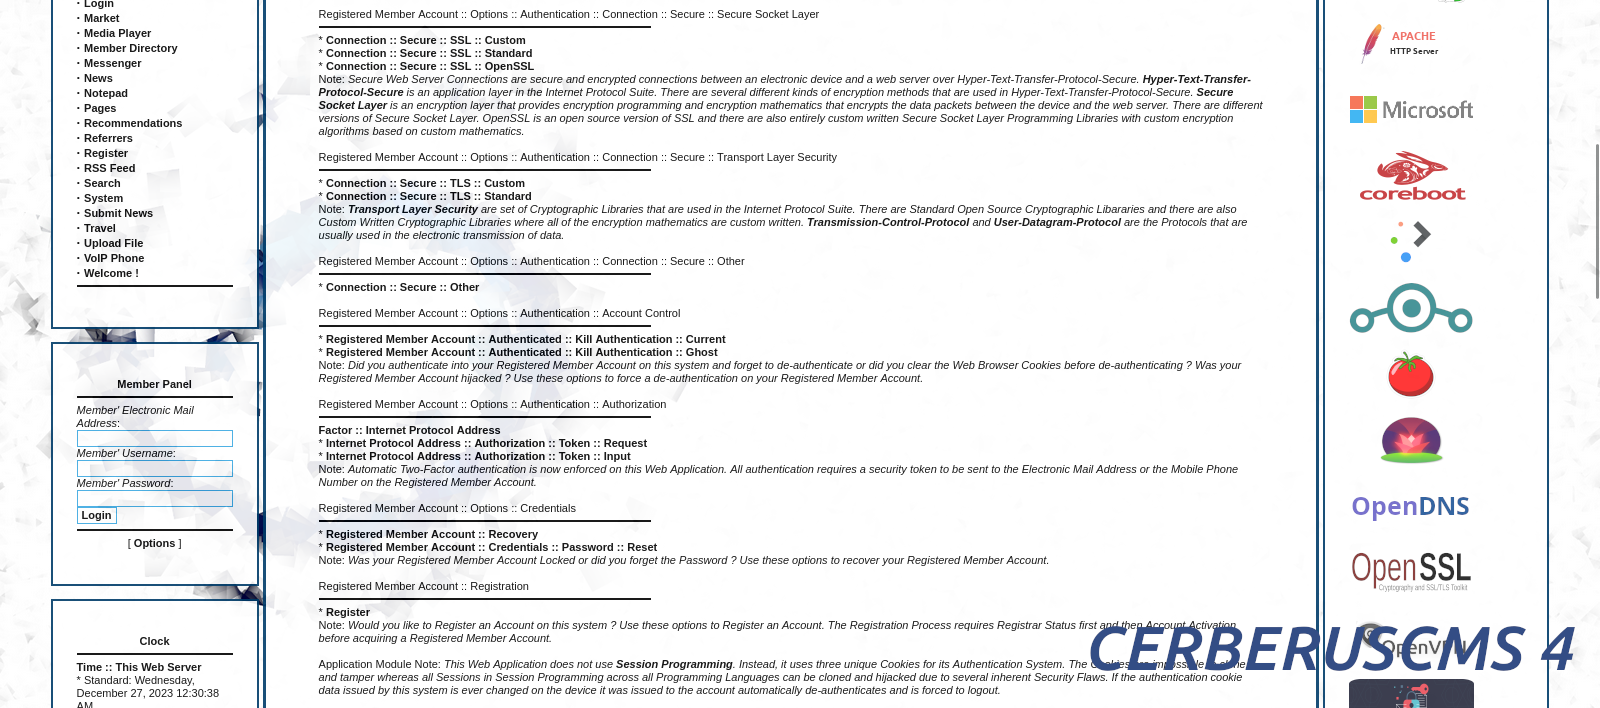 · Login
· Market
· Media Player
· Member Directory
· Messenger
· News
· Notepad
· Pages
· Recommendations
· Referrers
· Register
· RSS Feed
· Search
· System
· Submit News
· Travel
· Upload File
· VoIP Phone
· Welcome !
Member Panel
Member' Electronic Mail
Address:
Member' Username:
Member' Password:
Login
[ Options ]
Clock
Time :: This Web Server
* Standard: Wednesday,
December 27, 2023 12:30:38
AM
Registered Member Account :: Options :: Authentication :: Connection :: Secure :: Secure Socket Layer
* Connection :: Secure :: SSL :: Custom
* Connection :: Secure :: SSL :: Standard
* Connection :: Secure :: SSL :: OpenSSL
Note: Secure Web Server Connections are secure and encrypted connections between an electronic device and a web server over Hyper-Text-Transfer-Protocol-Secure. Hyper-Text-Transfer-
Protocol-Secure is an application layer in the Internet Protocol Suite. There are several different kinds of encryption methods that are used in Hyper-Text-Transfer-Protocol-Secure. Secure
Socket Layer is an encryption layer that provides encryption programming and encryption mathematics that encrypts the data packets between the device and the web server. There are different
versions of Secure Socket Layer. OpenSSL is an open source version of SSL and there are also entirely custom written Secure Socket Layer Programming Libraries with custom encryption
algorithms based on custom mathematics.
Registered Member Account :: Options :: Authentication :: Connection :: Secure :: Transport Layer Security
* Connection :: Secure :: TLS :: Custom
* Connection :: Secure :: TLS :: Standard
Note: Transport Layer Security are set of Cryptographic Libraries that are used in the Internet Protocol Suite. There are Standard Open Source Cryptographic Libararies and there are also
Custom Written Cryptographic Libraries where all of the encryption mathematics are custom written. Transmission-Control-Protocol and User-Datagram-Protocol are the Protocols that are
usually used in the electronic transmission of data.
Registered Member Account :: Options :: Authentication :: Connection :: Secure :: Other
* Connection :: Secure :: Other
Registered Member Account :: Options :: Authentication :: Account Control
* Registered Member Account :: Authenticated :: Kill Authentication :: Current
* Registered Member Account :: Authenticated :: Kill Authentication :: Ghost
Note: Did you authenticate into your Registered Member Account on this system and forget to de-authenticate or did you clear the Web Browser Cookies before de-authenticating ? Was your
Registered Member Account hijacked ? Use these options to force a de-authentication on your Registered Member Account.
Registered Member Account :: Options :: Authentication :: Authorization
Factor :: Internet Protocol Address
* Internet Protocol Address :: Authorization :: Token :: Request
* Internet Protocol Address :: Authorization :: Token :: Input
Note: Automatic Two-Factor authentication is now enforced on this Web Application. All authentication requires a security token to be sent to the Electronic Mail Address or the Mobile Phone
Number on the Registered Member Account.
Registered Member Account :: Options :: Credentials
* Registered Member Account :: Recovery
* Registered Member Account :: Credentials :: Password :: Reset
Note: Was your Registered Member Account Locked or did you forget the Password ? Use these options to recover your Registered Member Account.
Registered Member Account :: Registration
* Register
Note: Would you like to Register an Account on this system ? Use these options to Register an Account. The Registration Process requires Registrar Status first and then Account Activation
before acquiring a Registered Member Account.
Application Module Note: This Web Application does not use Session Programming. Instead, it uses three unique Cookies for its Authentication System. The Cookies are impossible to clone
and tamper whereas all Sessions in Session Programming across all Programming Languages can be cloned and hijacked due to several inherent Security Flaws. If the authentication cookie
data issued by this system is ever changed on the device it was issued to the account automatically de-authenticates and is forced to logout.
APACHE
HTTP Server
Microsoft
coreboot
OpenDNS
OpenSSL
Cryptography and SSL/TLS Toolkit
OpenVPN
CERBERUSCMS 4